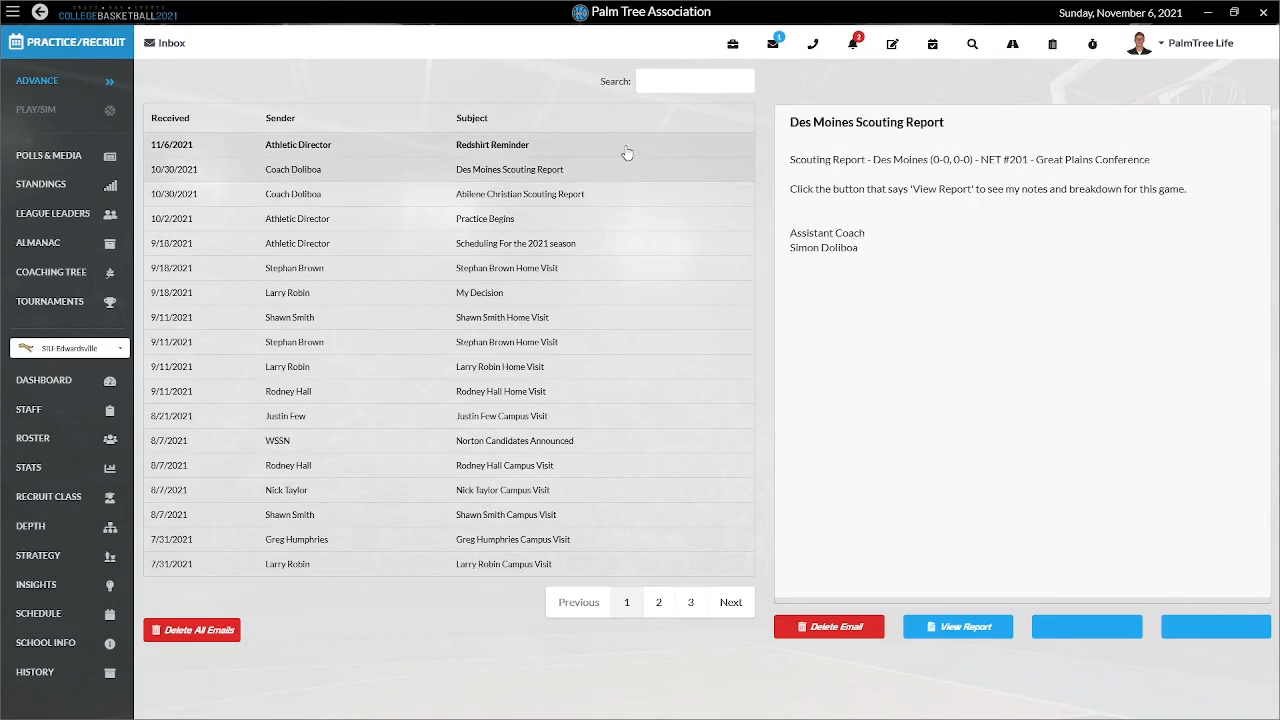 DRAFT DAY SPORTS
COLLEGE BASKETBALL 2021
Palm Tree Association
Sunday, November 6, 2021
PRACTICE/RECRUIT
Inbox
1
2
PalmTree Life
ADVANCE
PLAY/SIM
POLLS & MEDIA
STANDINGS
LEAGUE LEADERS
ALMANAC
COACHING TREE
TOURNAMENTS
SIU-Edwardsville
DASHBOARD
STAFF
ROSTER
STATS
RECRUIT CLASS
DEPTH
STRATEGY
INSIGHTS
SCHEDULE
SCHOOL INFO
HISTORY
Search:
Received Sender Subject
11/6/2021 Athletic Director Redshirt Reminder
10/30/2021 Coach Doliboa Des Moines Scouting Report
10/30/2021 Coach Doliboa Abilene Christian Scouting Report
10/2/2021 Athletic Director Practice Begins
9/18/2021 Athletic Director Scheduling For the 2021 season
9/18/2021 Stephan Brown Stephan Brown Home Visit
9/18/2021 Larry Robin My Decision
9/11/2021 Shawn Smith Shawn Smith Home Visit
9/11/2021 Stephan Brown Stephan Brown Home Visit
9/11/2021 Larry Robin Larry Robin Home Visit
9/11/2021 Rodney Hall Rodney Hall Home Visit
8/21/2021 Justin Few Justin Few Campus Visit
8/7/2021 WSSN Norton Candidates Announced
8/7/2021 Rodney Hall Rodney Hall Campus Visit
8/7/2021 Nick Taylor Nick Taylor Campus Visit
8/7/2021 Shawn Smith Shawn Smith Campus Visit
7/31/2021 Greg Humphries Greg Humphries Campus Visit
7/31/2021 Larry Robin Larry Robin Campus Visit
Previous 1 2 3 Next
Delete All Emails
Des Moines Scouting Report
Scouting Report - Des Moines (0-0, 0-0) - NET #201 - Great Plains Conference
Click the button that says 'View Report' to see my notes and breakdown for this game.
Assistant Coach
Simon Doliboa
Delete Email
View Report